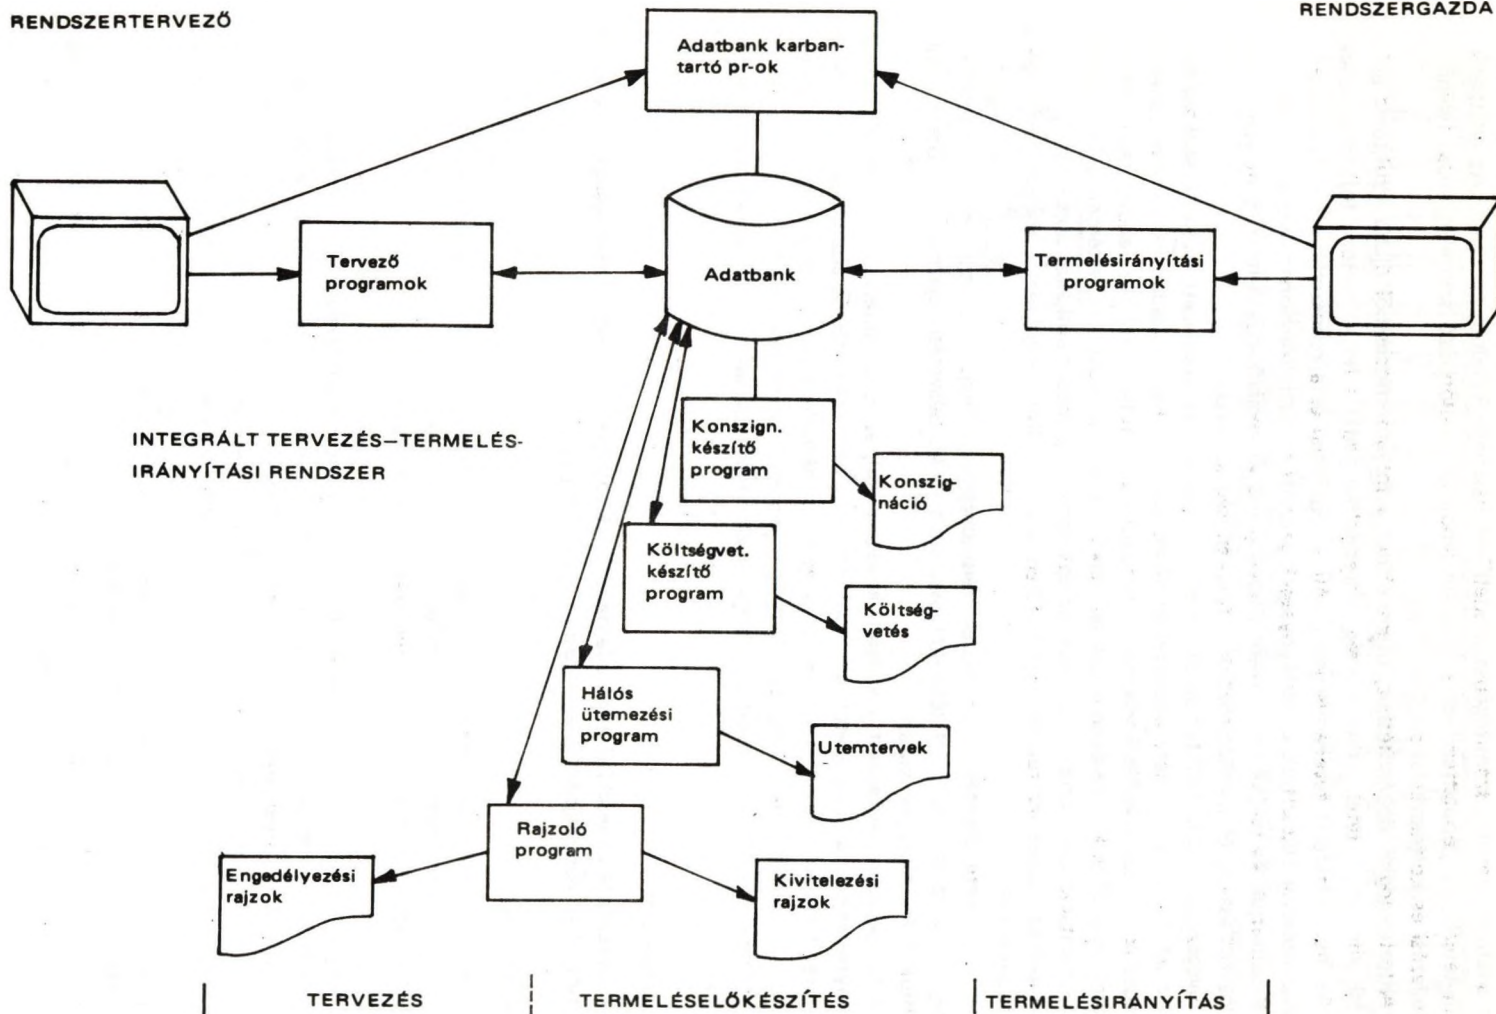 RENDSZERTERVEZŐ
RENDSZERGAZDA
Adatbank karban-
tartó pr-ok
Tervező
programok
Adatbank
Termelésirányítási
programok
INTEGRÁLT TERVEZÉS–TERMELÉS-
IRÁNYÍTÁSI RENDSZER
Konszign.
készítő
program
Konszig-
náció
Költségvet.
készítő
program
Költség-
vetés
Hálós
ütemezési
program
Utemtervek
Rajzoló
program
Engedélyezési
rajzok
Kivitelezési
rajzok
TERVEZÉS
TERMELÉSELŐKÉSZÍTÉS
TERMELÉSIRÁNYÍTÁS